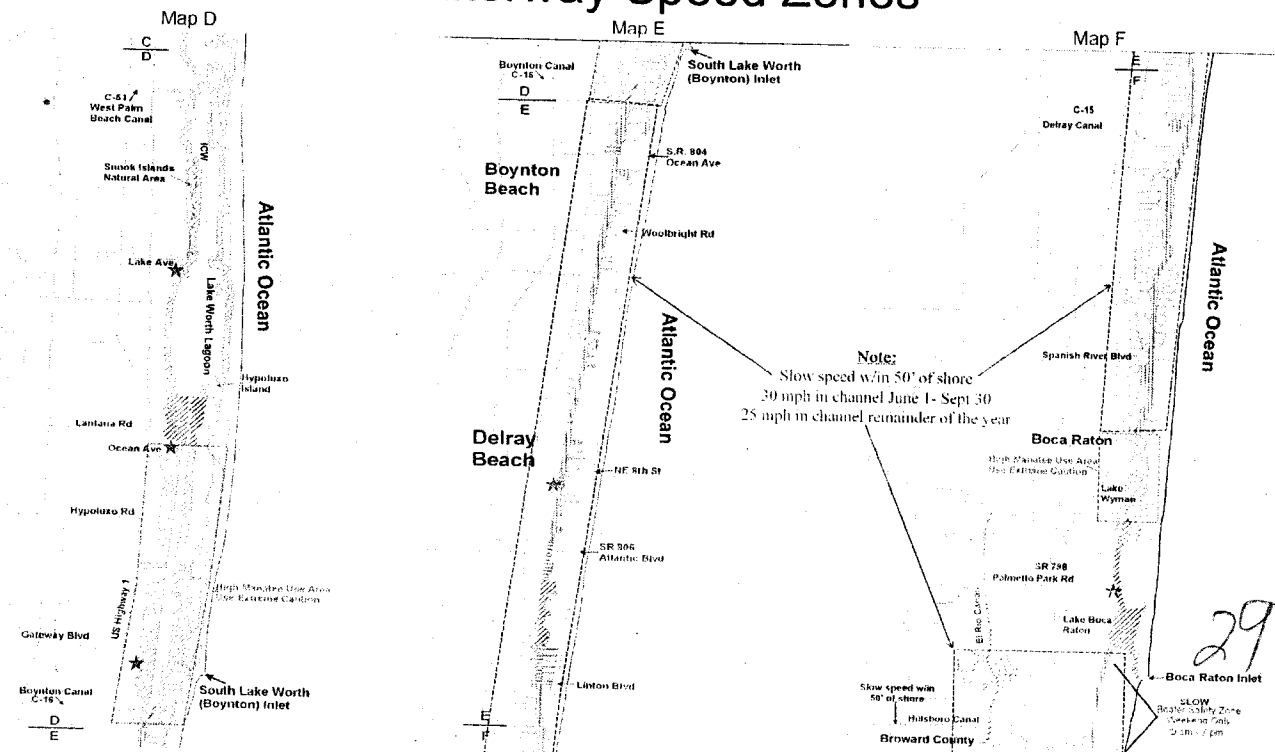 Speed Zones
Map D
C
D
C-51
West Palm
Beach Canal
ICW
Snook Islands
Natural Area
Atlantic Ocean
Lake Ave
Lake Worth Lagoon
Hypoluxo
Island
Lantana Rd
Ocean Ave
Hypoluxo Rd
US Highway 1
High Manatee Use Area
Use Extreme Caution
Gateway Blvd
Boynton Canal
C-16
South Lake Worth
(Boynton) Inlet
D
E
Map E
Boynton Canal
C-16
South Lake Worth
(Boynton) Inlet
D
E
S.R. 804
Ocean Ave
Boynton
Beach
Woolbright Rd
Atlantic Ocean
Delray
Beach
NE 8th St
SR 806
Atlantic Blvd
Linton Blvd
E
F
Note:
Slow speed w/in 50' of shore
30 mph in channel June 1- Sept 30
25 mph in channel remainder of the year
Map F
E
F
C-15
Delray Canal
Atlantic Ocean
Spanish River Blvd
Boca Raton
High Manatee Use Area
Use Extreme Caution
Lake
Wyman
SR 798
Palmetto Park Rd
El Rio Canal
Lake Boca
Raton
29
Boca Raton Inlet
Slow speed w/in
50' of shore
Hillsboro Canal
Broward County
SLOW
Boater Safety Zone
Weekend Only